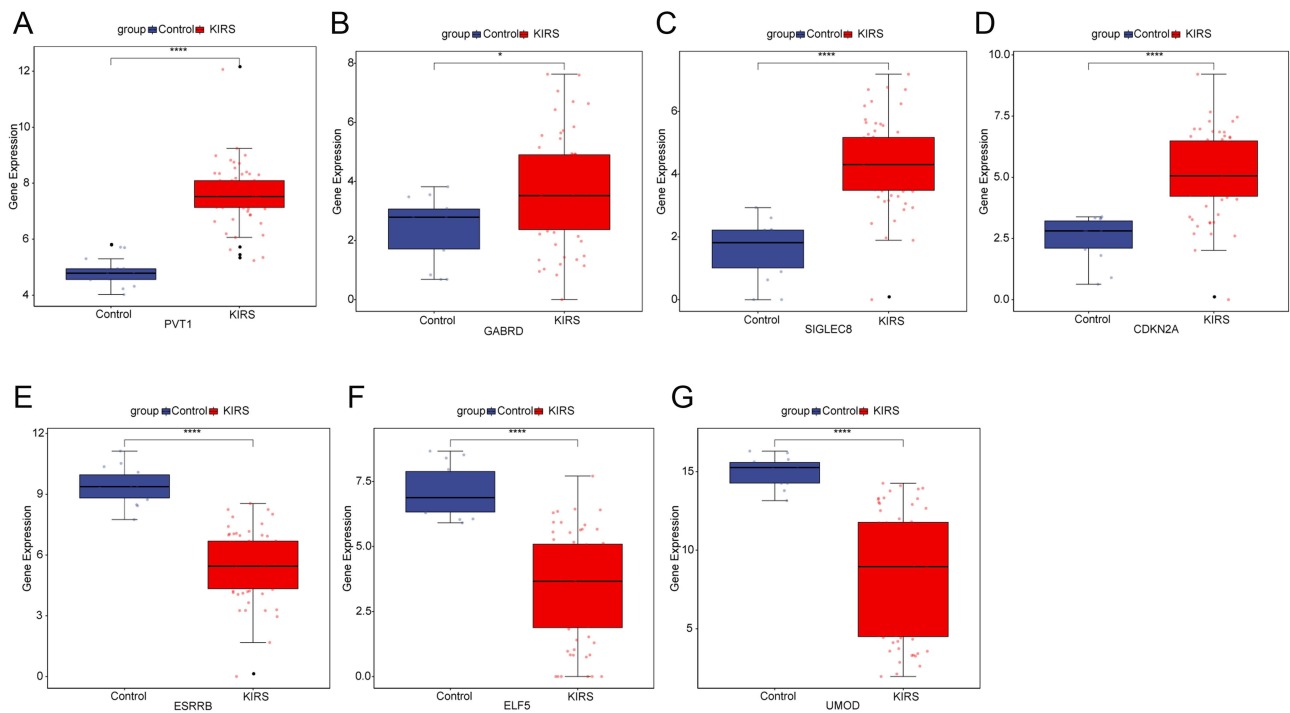 A
group Control KIRS
****
Gene Expression
12
10
8
6
4
Control KIRS
PVT1
B
group Control KIRS
*
Gene Expression
8
6
4
2
0
Control KIRS
GABRD
C
group Control KIRS
****
Gene Expression
6
4
2
0
Control KIRS
SIGLEC8
D
group Control KIRS
****
Gene Expression
10.0
7.5
5.0
2.5
0.0
Control KIRS
CDKN2A
E
group Control KIRS
****
Gene Expression
12
9
6
3
0
Control KIRS
ESRRB
F
group Control KIRS
****
Gene Expression
7.5
5.0
2.5
0.0
Control KIRS
ELF5
G
group Control KIRS
****
Gene Expression
15
10
5
Control KIRS
UMOD